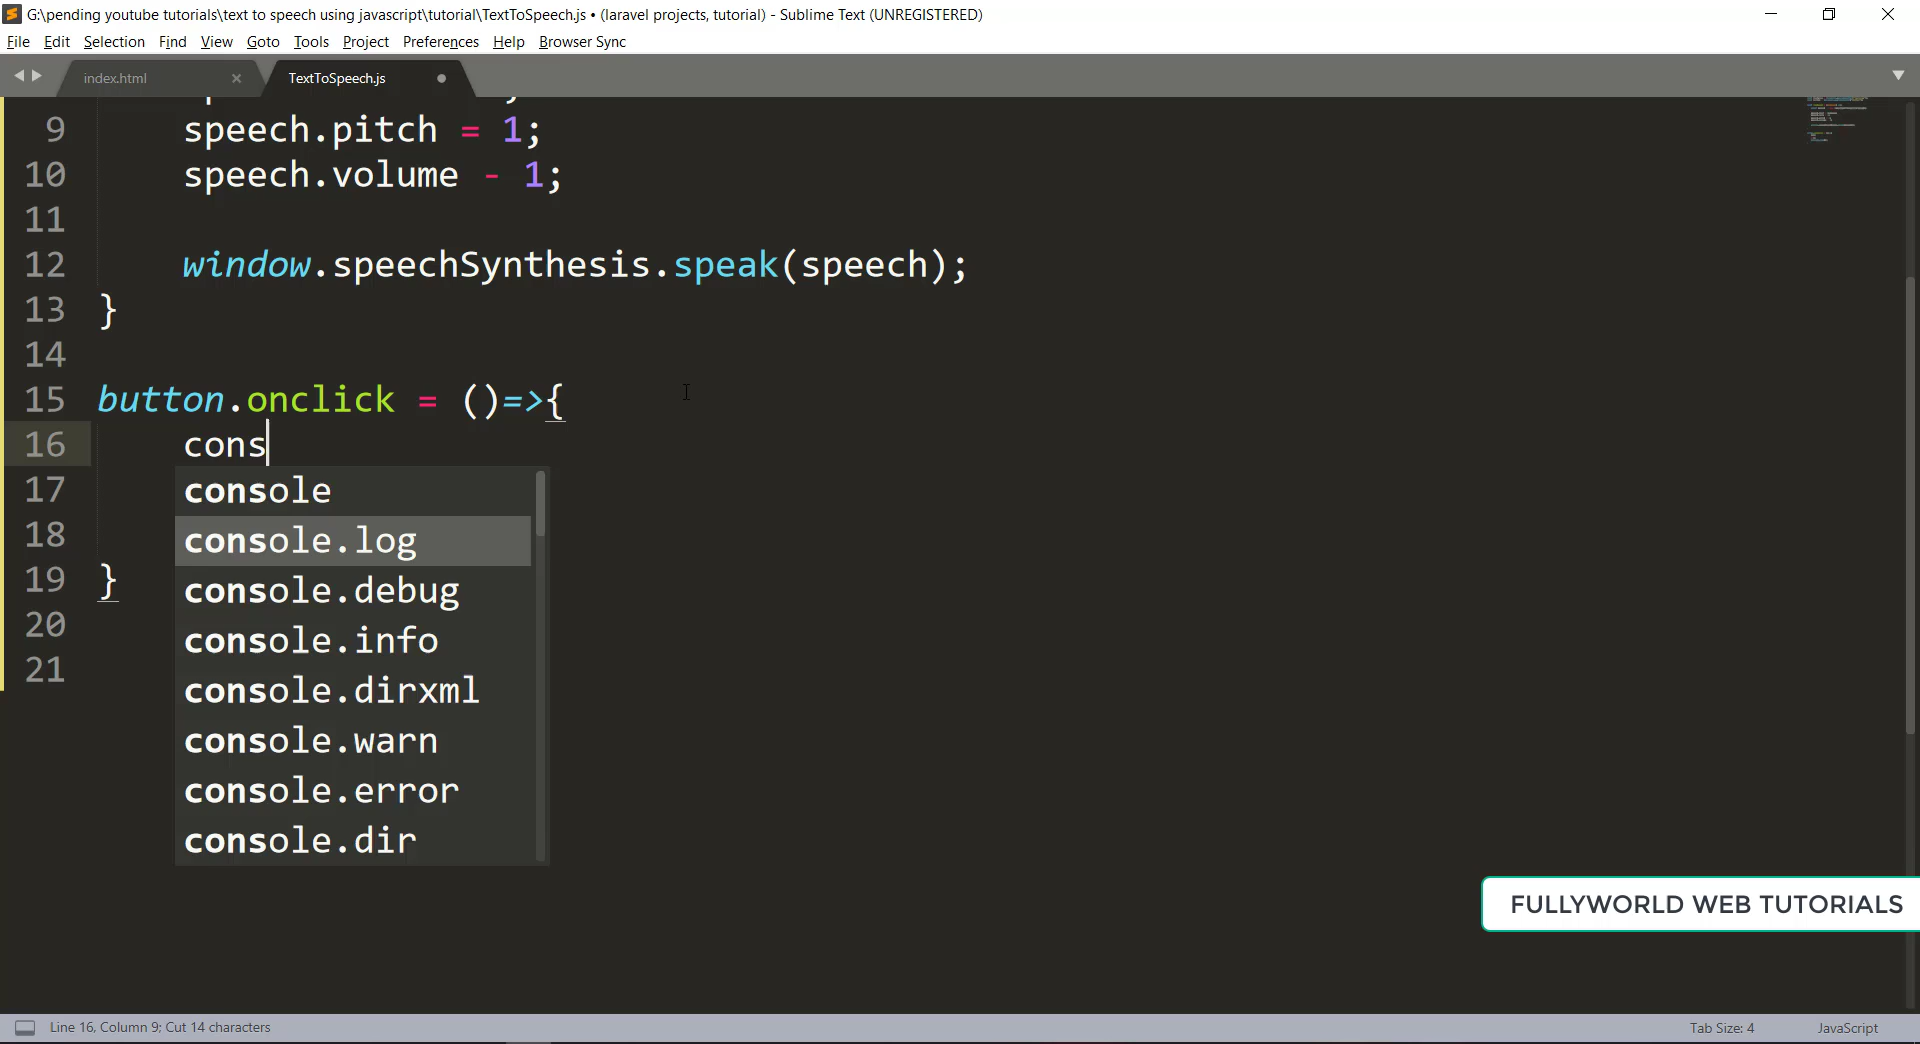 G:\pending youtube tutorials\text to speech using javascript\tutorial\TextToSpeech.js • (laravel projects, tutorial) - Sublime Text (UNREGISTERED)
File Edit Selection Find View Goto Tools Project Preferences Help Browser Sync
index.html TextToSpeech.js
9 speech.pitch = 1;
10 speech.volume - 1;
11
12 window.speechSynthesis.speak(speech);
13 }
14
15 button.onclick = ()=>{
16 cons
17
18
19 }
20
21
console
console.log
console.debug
console.info
console.dirxml
console.warn
console.error
console.dir
FULLYWORLD WEB TUTORIALS
Line 16, Column 9; Cut 14 characters
Tab Size: 4
JavaScript